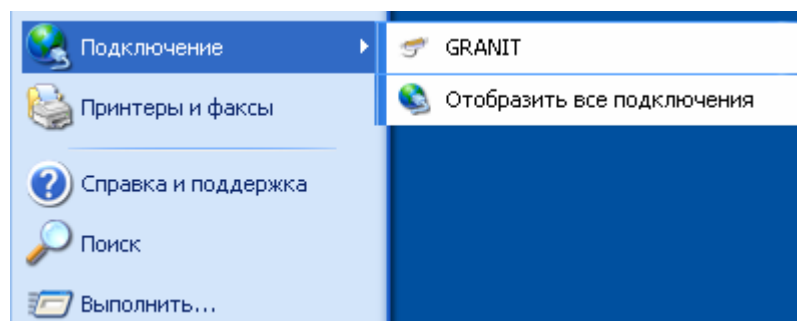 Подключение
GRANIT
Принтеры и факсы
Отобразить все подключения
Справка и поддержка
Поиск
Выполнить...